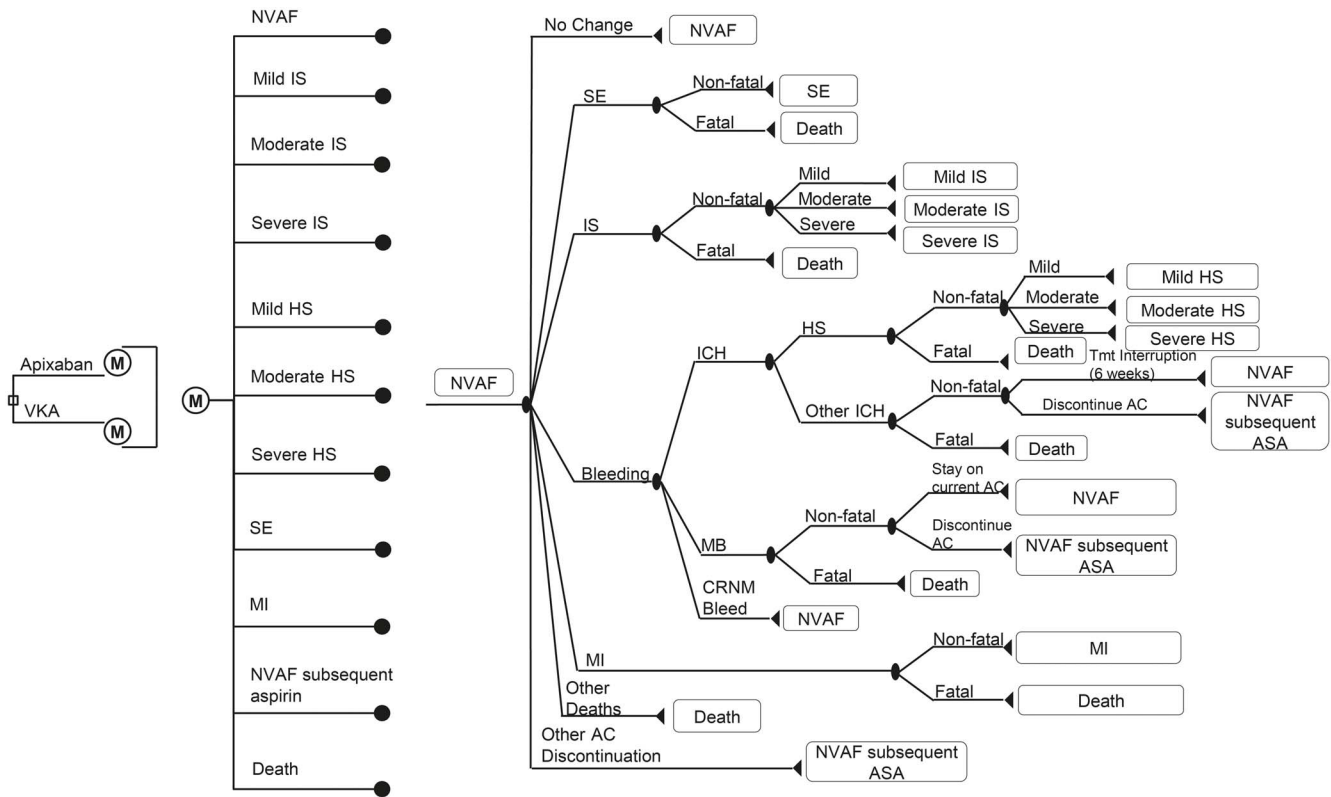 Apixaban
M
VKA
M
M
NVAF
Mild IS
Moderate IS
Severe IS
Mild HS
Moderate HS
Severe HS
SE
MI
NVAF subsequent
aspirin
Death
NVAF
No Change
NVAF
SE
Non-fatal
SE
Fatal
Death
IS
Non-fatal
Mild
Mild IS
Moderate
Moderate IS
Severe
Severe IS
Fatal
Death
Bleeding
ICH
HS
Non-fatal
Mild
Mild HS
Moderate
Moderate HS
Severe
Severe HS
Fatal
Death
Other ICH
Non-fatal
Tmt Interruption
(6 weeks)
NVAF
Discontinue AC
NVAF
subsequent
ASA
Fatal
Death
MB
Non-fatal
Stay on
current AC
NVAF
Discontinue
AC
NVAF subsequent
ASA
Fatal
Death
CRNM
Bleed
NVAF
MI
Non-fatal
MI
Fatal
Death
Other
Deaths
Death
Other AC
Discontinuation
NVAF subsequent
ASA